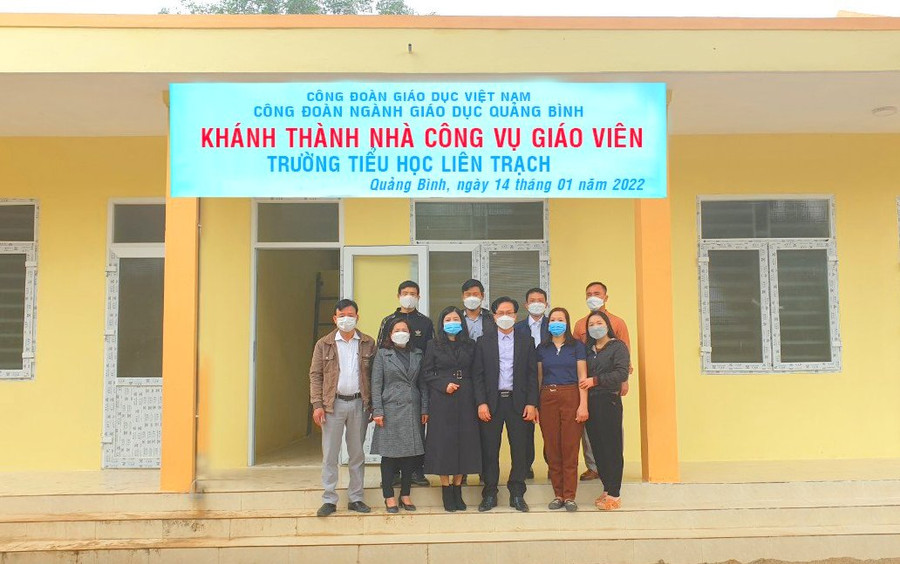 CÔNG ĐOÀN GIÁO DỤC VIỆT NAM
CÔNG ĐOÀN NGÀNH GIÁO DỤC QUẢNG BÌNH
KHÁNH THÀNH NHÀ CÔNG VỤ GIÁO VIÊN
TRƯỜNG TIỂU HỌC LIÊN TRẠCH
Quảng Bình, ngày 14 tháng 01 năm 2022